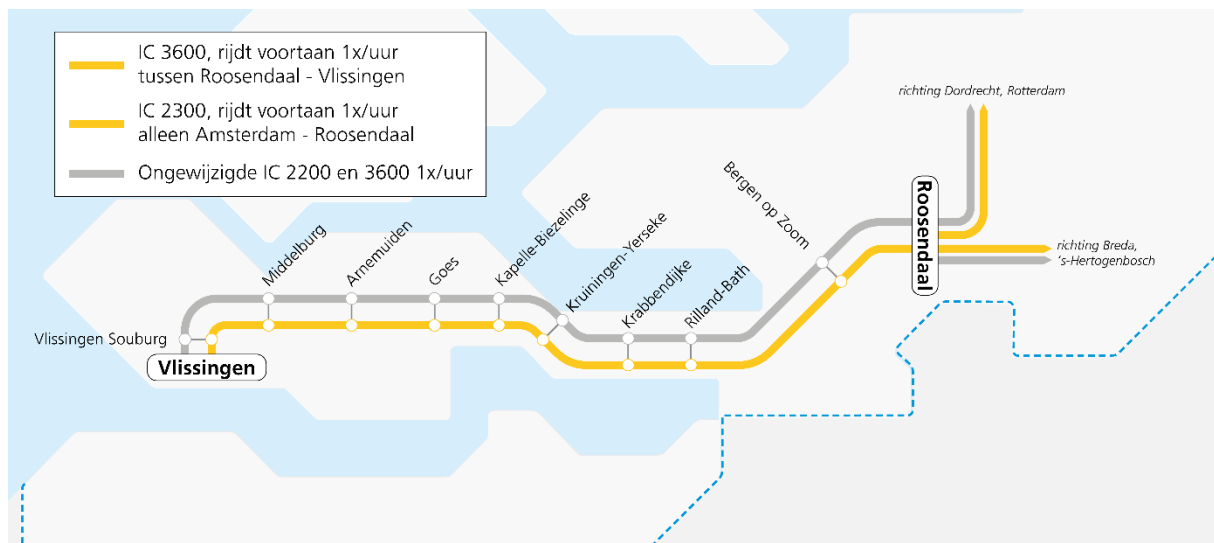 IC 3600, rijdt voortaan 1x/uur
tussen Roosendaal - Vlissingen
IC 2300, rijdt voortaan 1x/uur
alleen Amsterdam - Roosendaal
Ongewijzigde IC 2200 en 3600 1x/uur
richting Dordrecht, Rotterdam
Bergen op Zoom
Roosendaal
richting Breda,
's-Hertogenbosch
Middelburg
Arnemuiden
Goes
Kapelle-Biezelinge
Kruiningen-Yerseke
Krabbendijke
Rilland-Bath
Vlissingen Souburg
Vlissingen